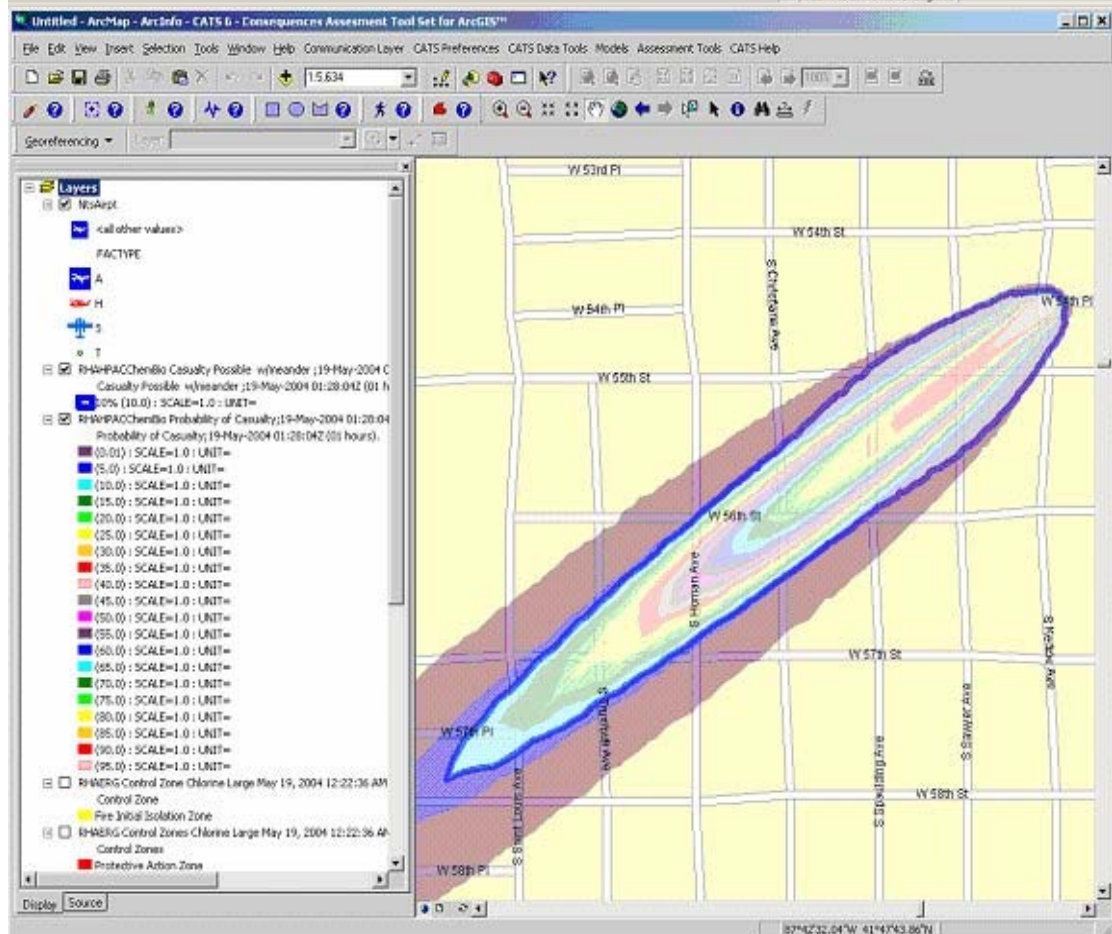 Untitled - ArcMap - ArcInfo - CATS 6 - Consequences Assesment Tool Set for ArcGIS™
File Edit View Insert Selection Tools Window Help Communication Layer CATS Preferences CATS Data Tools Models Assessment Tools CATS Help
1:5,634
100%
Georeferencing
Layer:
Layers
NtsAirpt
<all other values>
FACTYPE
A
H
S
T
RHAHPACChemBio Casualty Possible w/meander ;19-May-2004 0
Casualty Possible w/meander ;19-May-2004 01:28:04Z (01 h
10% (10.0) : SCALE=1.0 : UNIT=
RHAHPACChemBio Probability of Casualty;19-May-2004 01:28:04
Probability of Casualty;19-May-2004 01:28:04Z (01 hours).
(0.01) : SCALE=1.0 : UNIT=
(5.0) : SCALE=1.0 : UNIT=
(10.0) : SCALE=1.0 : UNIT=
(15.0) : SCALE=1.0 : UNIT=
(20.0) : SCALE=1.0 : UNIT=
(25.0) : SCALE=1.0 : UNIT=
(30.0) : SCALE=1.0 : UNIT=
(35.0) : SCALE=1.0 : UNIT=
(40.0) : SCALE=1.0 : UNIT=
(45.0) : SCALE=1.0 : UNIT=
(50.0) : SCALE=1.0 : UNIT=
(55.0) : SCALE=1.0 : UNIT=
(60.0) : SCALE=1.0 : UNIT=
(65.0) : SCALE=1.0 : UNIT=
(70.0) : SCALE=1.0 : UNIT=
(75.0) : SCALE=1.0 : UNIT=
(80.0) : SCALE=1.0 : UNIT=
(85.0) : SCALE=1.0 : UNIT=
(90.0) : SCALE=1.0 : UNIT=
(95.0) : SCALE=1.0 : UNIT=
RHAERG Control Zone Chlorine Large May 19, 2004 12:22:36 AM
Control Zone
Fire Initial Isolation Zone
RHAERG Control Zones Chlorine Large May 19, 2004 12:22:36 AM
Control Zones
Protective Action Zone
Display
Source
W 53rd Pl
W 54th St
S Christiana Ave
W 54th Pl
W 54th Pl
W 55th St
W 56th St
S Homan Ave
W 57th St
S Kedzie Ave
S Trumbull Ave
S Sawyer Ave
W 57th Pl
S Spaulding Ave
W 58th St
S Saint Louis Ave
W 58th Pl
87°42'32.04"W 41°47'43.86"N